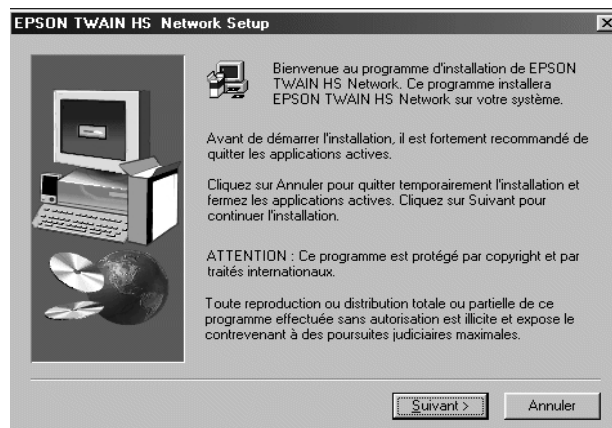 EPSON TWAIN HS Network Setup
Bienvenue au programme d'installation de EPSON
TWAIN HS Network. Ce programme installera
EPSON TWAIN HS Network sur votre système.
Avant de démarrer l'installation, il est fortement recommandé de
quitter les applications actives.
Cliquez sur Annuler pour quitter temporairement l'installation et
fermez les applications actives. Cliquez sur Suivant pour
continuer l'installation.
ATTENTION : Ce programme est protégé par copyright et par
traités internationaux.
Toute reproduction ou distribution totale ou partielle de ce
programme effectuée sans autorisation est illicite et expose le
contrevenant à des poursuites judiciaires maximales.
Suivant >
Annuler